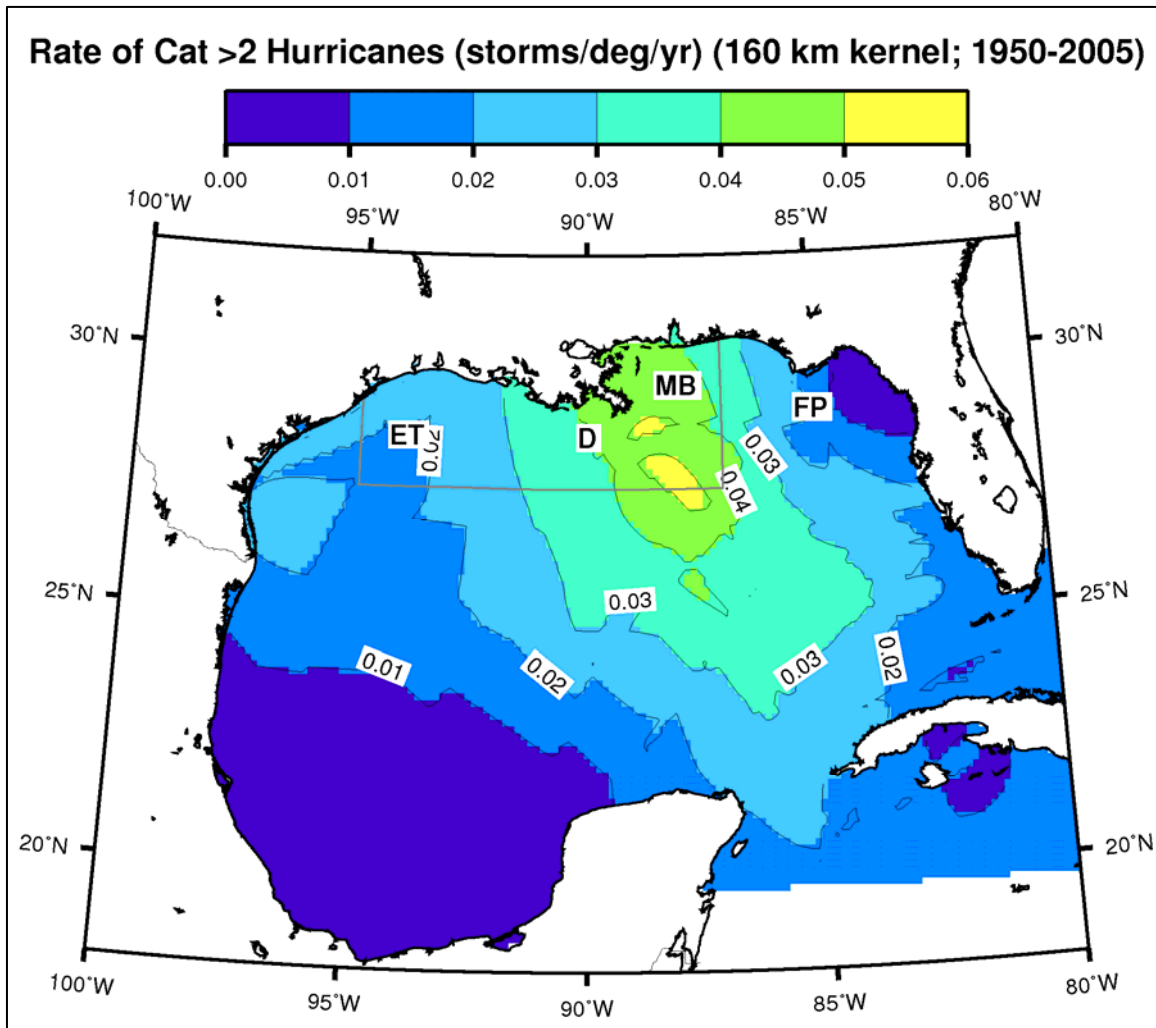 Rate of Cat >2 Hurricanes (storms/deg/yr) (160 km kernel; 1950-2005)
0.00 0.01 0.02 0.03 0.04 0.05 0.06
100˚W 95˚W 90˚W 85˚W 80˚W
30˚N 30˚N
MB
FP
ET D
0.02 0.03
0.04
25˚N 0.03 25˚N
0.01 0.02 0.03 0.02
20˚N 20˚N
100˚W 95˚W 90˚W 85˚W 80˚W